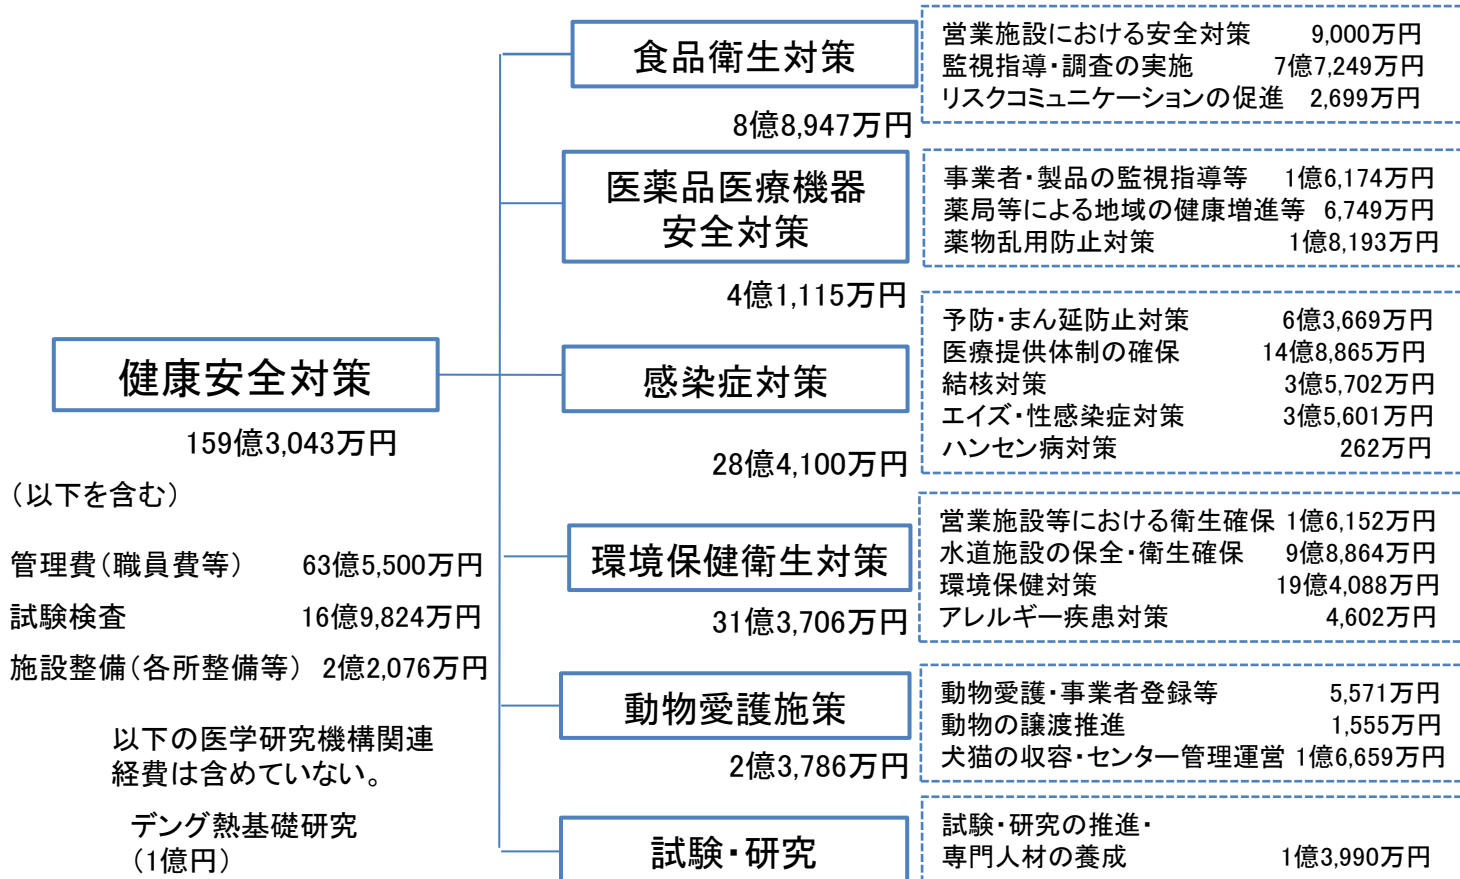 健康安全対策
159億3,043万円
(以下を含む)
管理費(職員費等) 63億5,500万円
試験検査 16億9,824万円
施設整備(各所整備等) 2億2,076万円
以下の医学研究機構関連
経費は含めていない。
デング熱基礎研究
(1億円)
食品衛生対策
8億8,947万円
営業施設における安全対策 9,000万円
監視指導・調査の実施 7億7,249万円
リスクコミュニケーションの促進 2,699万円
医薬品医療機器
安全対策
4億1,115万円
事業者・製品の監視指導等 1億6,174万円
薬局等による地域の健康増進等 6,749万円
薬物乱用防止対策 1億8,193万円
感染症対策
28億4,100万円
予防・まん延防止対策 6億3,669万円
医療提供体制の確保 14億8,865万円
結核対策 3億5,702万円
エイズ・性感染症対策 3億5,601万円
ハンセン病対策 262万円
環境保健衛生対策
31億3,706万円
営業施設等における衛生確保 1億6,152万円
水道施設の保全・衛生確保 9億8,864万円
環境保健対策 19億4,088万円
アレルギー疾患対策 4,602万円
動物愛護施策
2億3,786万円
動物愛護・事業者登録等 5,571万円
動物の譲渡推進 1,555万円
犬猫の収容・センター管理運営 1億6,659万円
試験・研究
試験・研究の推進・
専門人材の養成 1億3,990万円